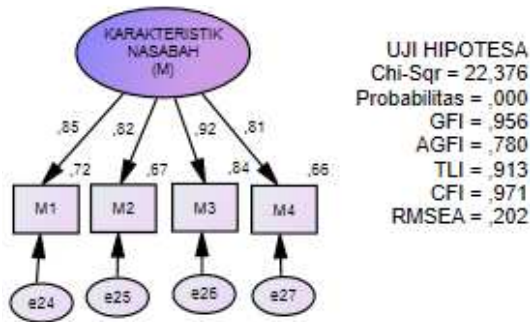 KARAKTERISTIK
NASABAH
(M)
,85
,82
,92
,81
,72
,67
,84
,66
M1
M2
M3
M4
e24
e25
e26
e27
UJI HIPOTESA
Chi-Sqr = 22,376
Probabilitas = ,000
GFI = ,956
AGFI = ,780
TLI = ,913
CFI = ,971
RMSEA = ,202